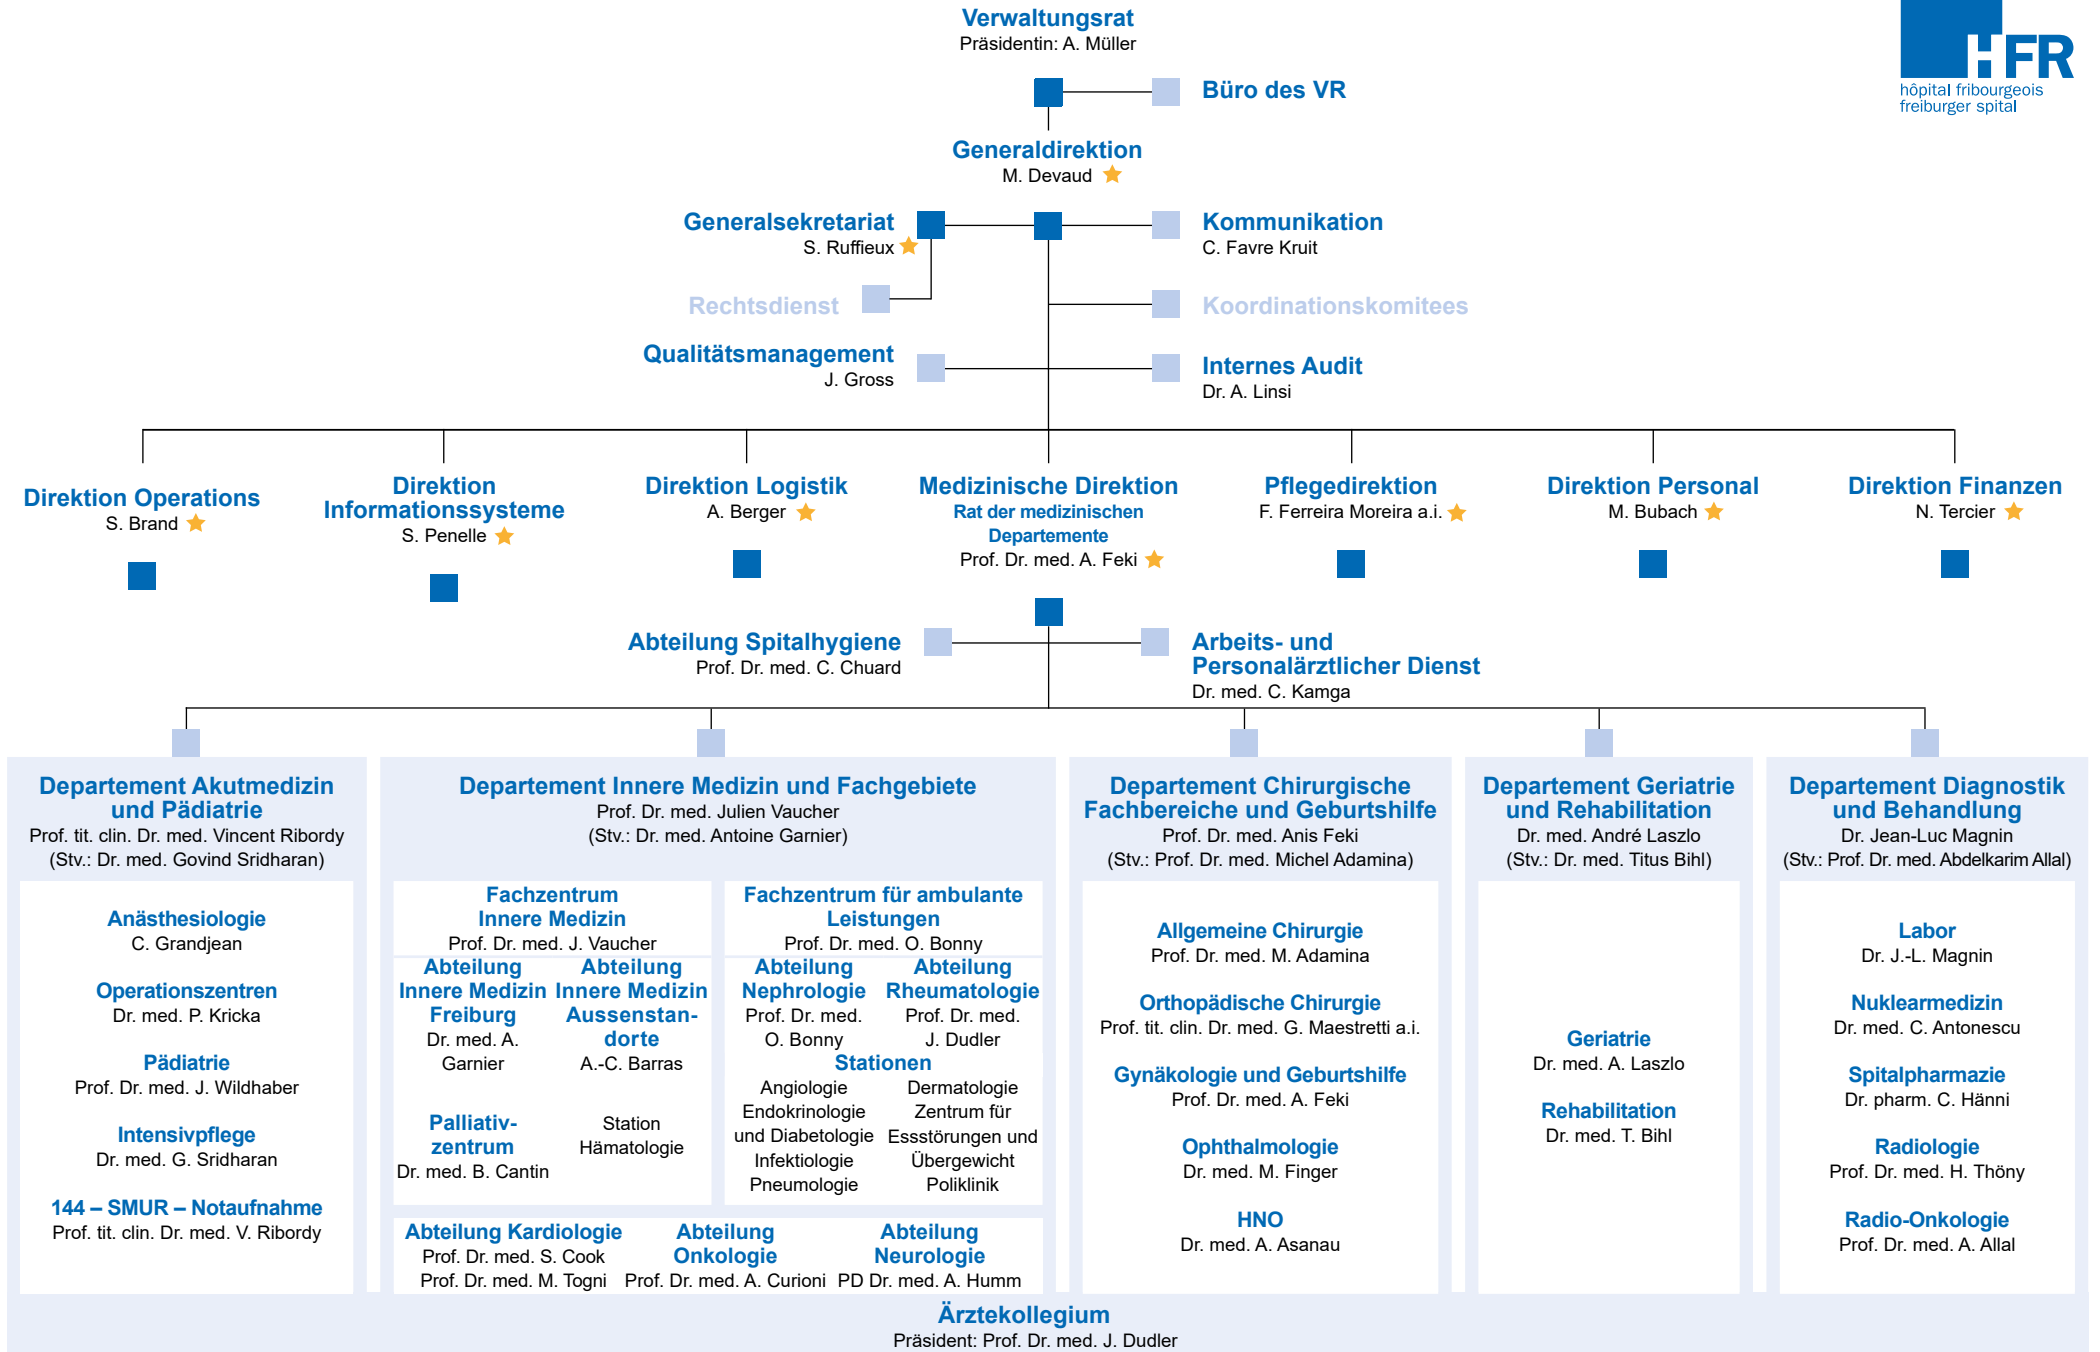 Verwaltungsrat
Präsidentin: A. Müller
HFR
hôpital fribourgeois
freiburger spital
Büro des VR
Generaldirektion
M. Devaud
Generalsekretariat
S. Ruffieux
Kommunikation
C. Favre Kruit
Rechtsdienst
Koordinationskomitees
Qualitätsmanagement
J. Gross
Internes Audit
Dr. A. Linsi
Direktion Operations
S. Brand
Direktion
Informationssysteme
S. Penelle
Direktion Logistik
A. Berger
Medizinische Direktion
Rat der medizinischen
Departemente
Prof. Dr. med. A. Feki
Pflegedirektion
F. Ferreira Moreira a.i.
Direktion Personal
M. Bubach
Direktion Finanzen
N. Tercier
Abteilung Spitalhygiene
Prof. Dr. med. C. Chuard
Arbeits- und
Personalärztlicher Dienst
Dr. med. C. Kamga
Departement Akutmedizin
und Pädiatrie
Prof. tit. clin. Dr. med. Vincent Ribordy
(Stv.: Dr. med. Govind Sridharan)
Anästhesiologie
C. Grandjean
Operationszentren
Dr. med. P. Kricka
Pädiatrie
Prof. Dr. med. J. Wildhaber
Intensivpflege
Dr. med. G. Sridharan
144 – SMUR – Notaufnahme
Prof. tit. clin. Dr. med. V. Ribordy
Departement Innere Medizin und Fachgebiete
Prof. Dr. med. Julien Vaucher
(Stv.: Dr. med. Antoine Garnier)
Fachzentrum
Innere Medizin
Prof. Dr. med. J. Vaucher
Abteilung
Innere Medizin
Freiburg
Dr. med. A.
Garnier
Abteilung
Innere Medizin
Aussenstan-
dorte
A.-C. Barras
Palliativ-
zentrum
Dr. med. B. Cantin
Station
Hämatologie
Fachzentrum für ambulante
Leistungen
Prof. Dr. med. O. Bonny
Abteilung
Nephrologie
Prof. Dr. med.
O. Bonny
Abteilung
Rheumatologie
Prof. Dr. med.
J. Dudler
Stationen
Angiologie
Endokrinologie
und Diabetologie
Infektiologie
Pneumologie
Dermatologie
Zentrum für
Essstörungen und
Übergewicht
Poliklinik
Abteilung Kardiologie
Prof. Dr. med. S. Cook
Prof. Dr. med. M. Togni
Abteilung
Onkologie
Prof. Dr. med. A. Curioni
Abteilung
Neurologie
PD Dr. med. A. Humm
Departement Chirurgische
Fachbereiche und Geburtshilfe
Prof. Dr. med. Anis Feki
(Stv.: Prof. Dr. med. Michel Adamina)
Allgemeine Chirurgie
Prof. Dr. med. M. Adamina
Orthopädische Chirurgie
Prof. tit. clin. Dr. med. G. Maestretti a.i.
Gynäkologie und Geburtshilfe
Prof. Dr. med. A. Feki
Ophthalmologie
Dr. med. M. Finger
HNO
Dr. med. A. Asanau
Departement Geriatrie
und Rehabilitation
Dr. med. André Laszlo
(Stv.: Dr. med. Titus Bihl)
Geriatrie
Dr. med. A. Laszlo
Rehabilitation
Dr. med. T. Bihl
Departement Diagnostik
und Behandlung
Dr. Jean-Luc Magnin
(Stv.: Prof. Dr. med. Abdelkarim Allal)
Labor
Dr. J.-L. Magnin
Nuklearmedizin
Dr. med. C. Antonescu
Spitalpharmazie
Dr. pharm. C. Hänni
Radiologie
Prof. Dr. med. H. Thöny
Radio-Onkologie
Prof. Dr. med. A. Allal
Ärztekollegium
Präsident: Prof. Dr. med. J. Dudler